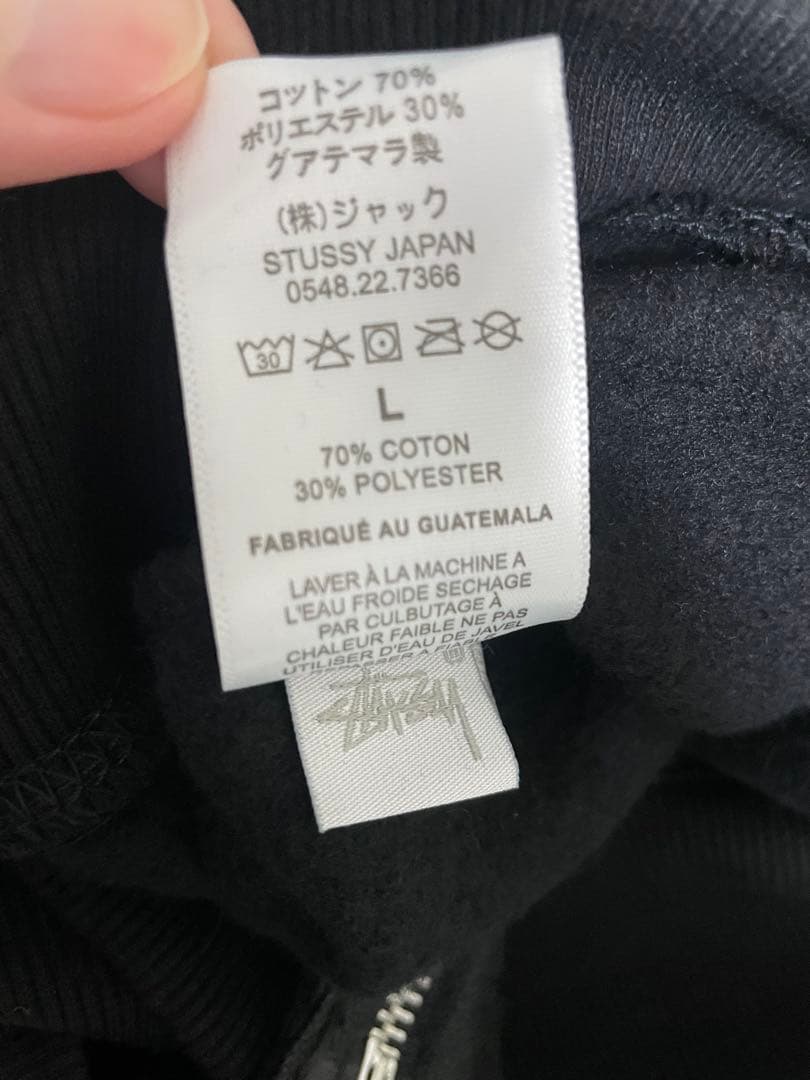 コットン 70%
ポリエステル 30%
グアテマラ製
(株)ジャック
STUSSY JAPAN
0548.22.7366
30
L
70% COTON
30% POLYESTER
FABRIQUÉ AU GUATEMALA
LAVER À LA MACHINE A
L'EAU FROIDE SECHAGE
PAR CULBUTAGE À
CHALEUR FAIBLE NE PAS
UTILISER D'EAU DE JAVEL
Stüssy